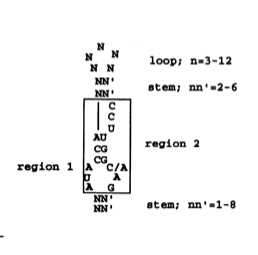 N
N N
N N
loop; n=3-12
NN'
NN'
stem; nn'=2-6
C
C
U
AU
CG
region 2
CG
region 1
A C/A
U A
A G
NN'
NN'
stem; nn'=1-8